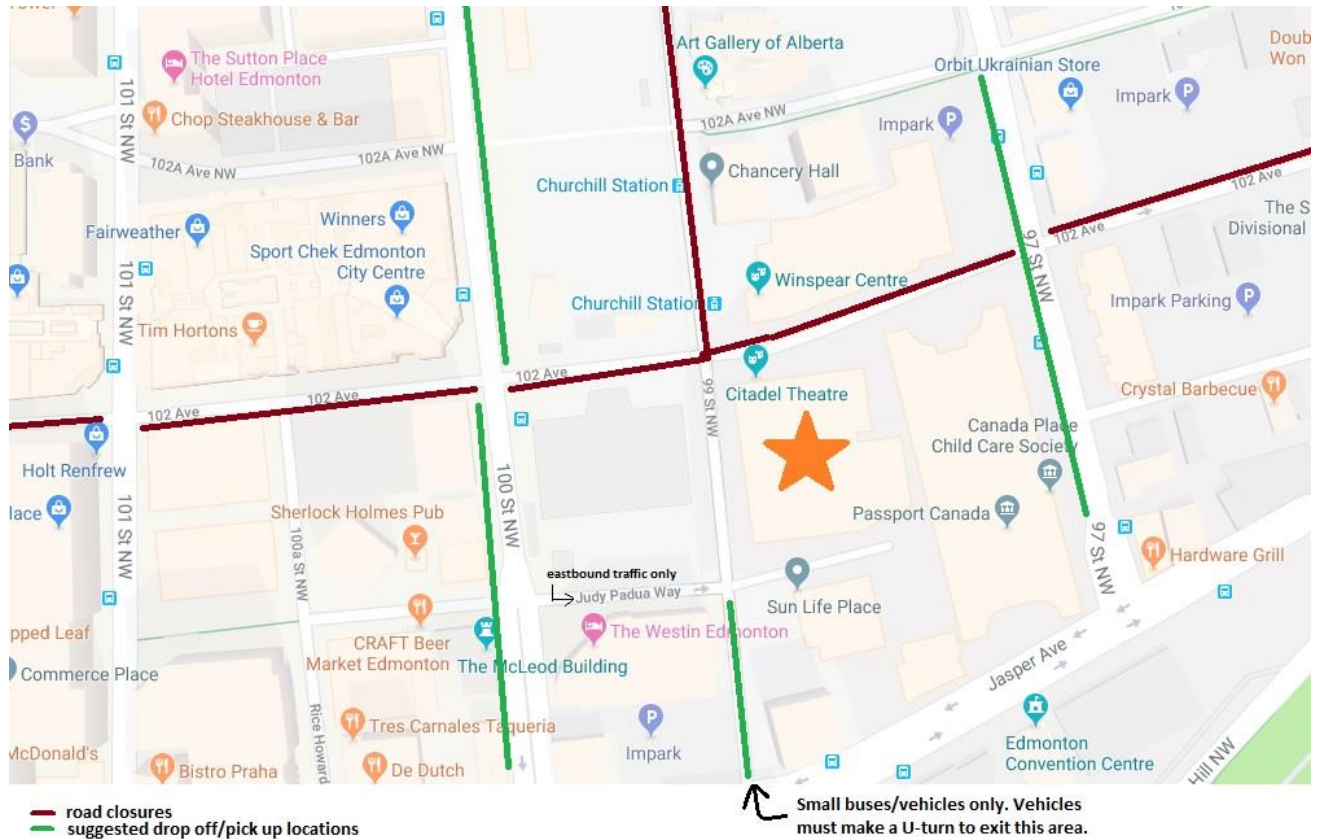 The Sutton Place
Hotel Edmonton
Chop Steakhouse & Bar
101 St NW
Bank
102A Ave NW
102A Ave NW
Art Gallery of Alberta
102A Ave NW
Orbit Ukrainian Store
Doub
Won
Impark
Impark
Churchill Station
Chancery Hall
102 Ave
102 Ave
The S
Divisional
Fairweather
Winners
Sport Chek Edmonton
City Centre
101 St NW
Tim Hortons
Churchill Station
Winspear Centre
97 St NW
Impark Parking
102 Ave
102 Ave
102 Ave
Citadel Theatre
99 St NW
Crystal Barbecue
Holt Renfrew
lace
101 St NW
100 St NW
Canada Place
Child Care Society
Sherlock Holmes Pub
Passport Canada
100a St NW
97 St NW
Hardware Grill
eastbound traffic only
Judy Padua Way
Sun Life Place
pped Leaf
CRAFT Beer
Market Edmonton
The McLeod Building
The Westin Edmonton
Commerce Place
Jasper Ave
Rice Howard
Tres Carnales Taqueria
Impark
McDonald's
Bistro Praha
De Dutch
Edmonton
Convention Centre
Hill NW
road closures
suggested drop off/pick up locations
Small buses/vehicles only. Vehicles
must make a U-turn to exit this area.